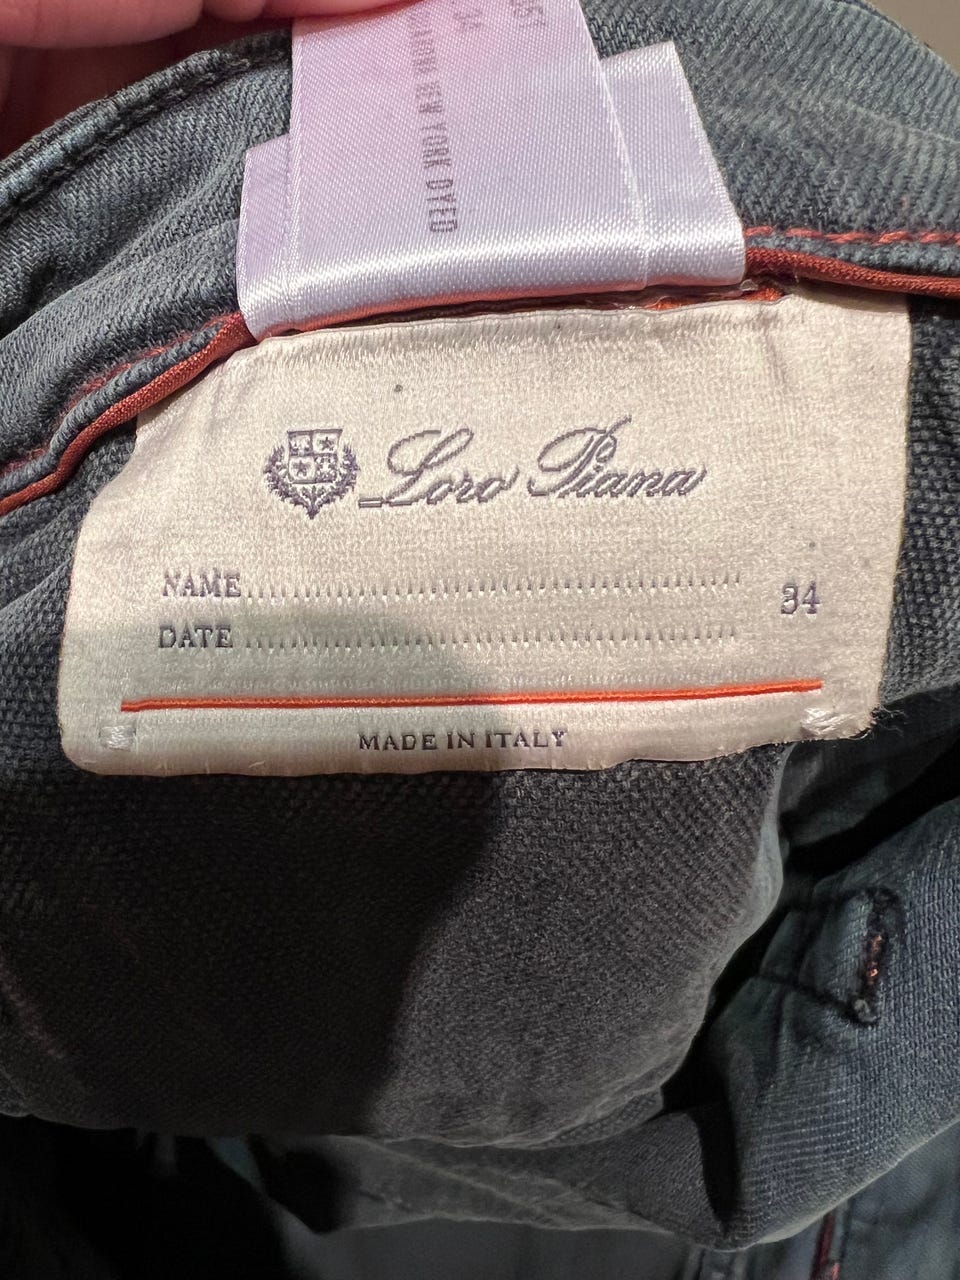 NEW YORK DYED
Loro Piana
NAME
34
DATE
MADE IN ITALY